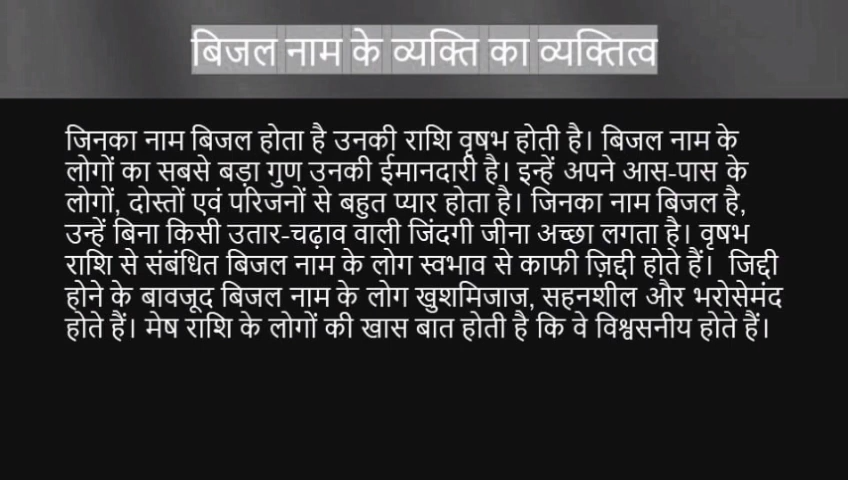 बिजल नाम के व्यक्ति का व्यक्तित्व
जिनका नाम बिजल होता है उनकी राशि वृषभ होती है। बिजल नाम के
लोगों का सबसे बड़ा गुण उनकी ईमानदारी है। इन्हें अपने आस-पास के
लोगों, दोस्तों एवं परिजनों से बहुत प्यार होता है। जिनका नाम बिजल है,
उन्हें बिना किसी उतार-चढ़ाव वाली जिंदगी जीना अच्छा लगता है। वृषभ
राशि से संबंधित बिजल नाम के लोग स्वभाव से काफी ज़िद्दी होते हैं। जिद्दी
होने के बावजूद बिजल नाम के लोग खुशमिजाज, सहनशील और भरोसेमंद
होते हैं। मेष राशि के लोगों की खास बात होती है कि वे विश्वसनीय होते हैं।